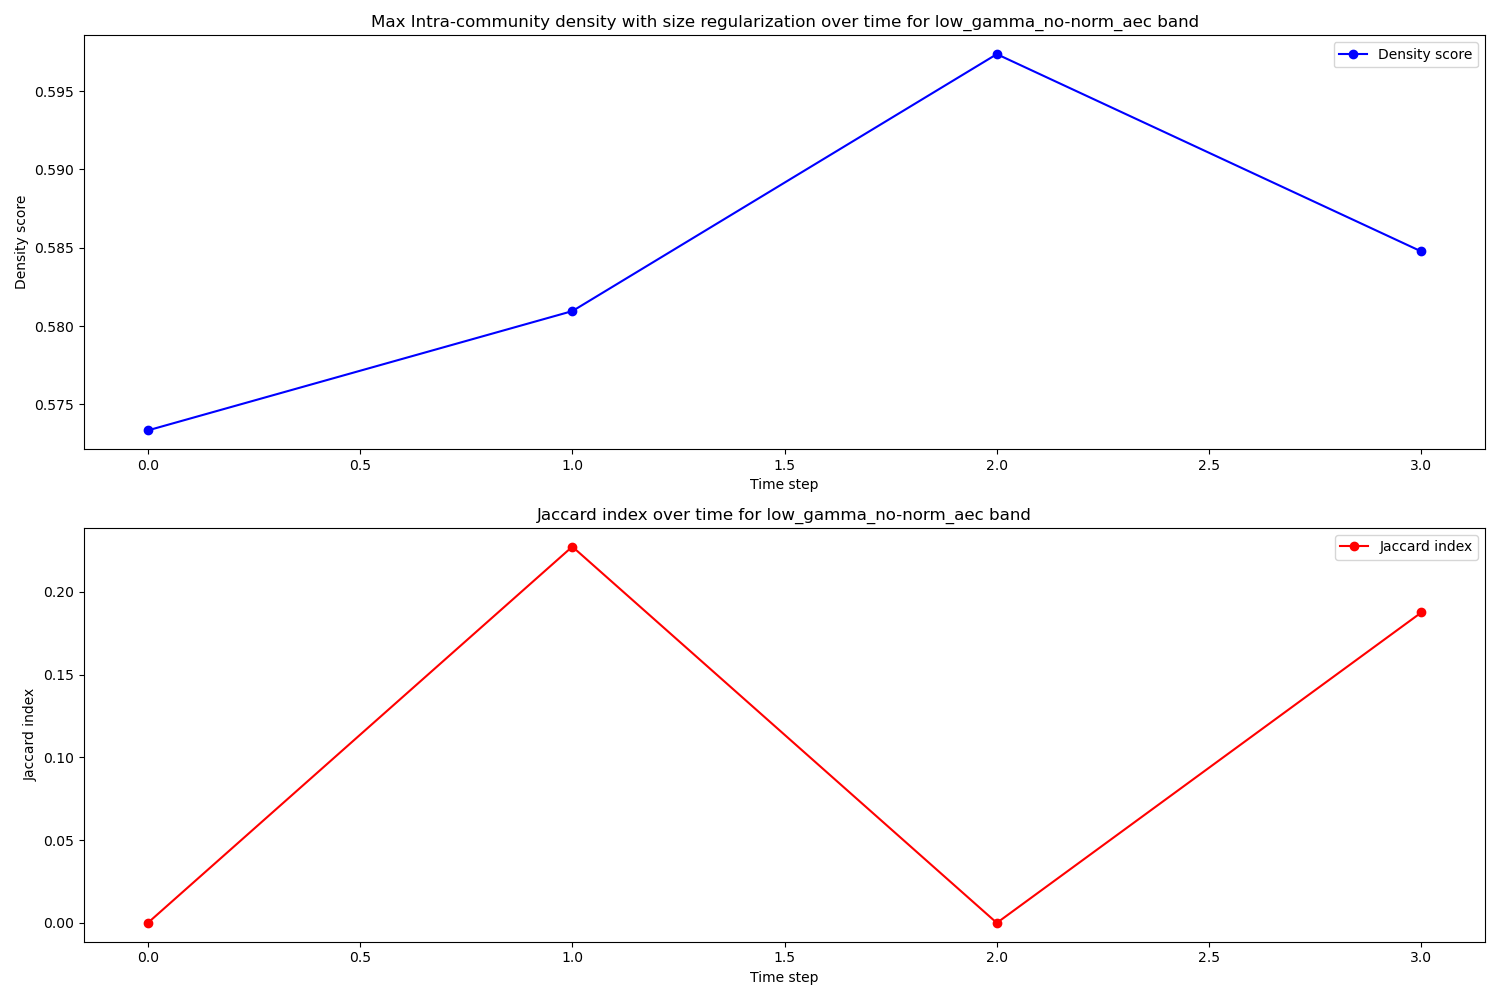 Max Intra-community density with size regularization over time for low_gamma_no-norm_aec band
Density score
0.595
0.590
0.585
0.580
0.575
Density score
0.0 0.5 1.0 1.5 2.0 2.5 3.0
Time step
Jaccard index over time for low_gamma_no-norm_aec band
Jaccard index
0.20
0.15
0.10
0.05
0.00
Jaccard index
0.0 0.5 1.0 1.5 2.0 2.5 3.0
Time step